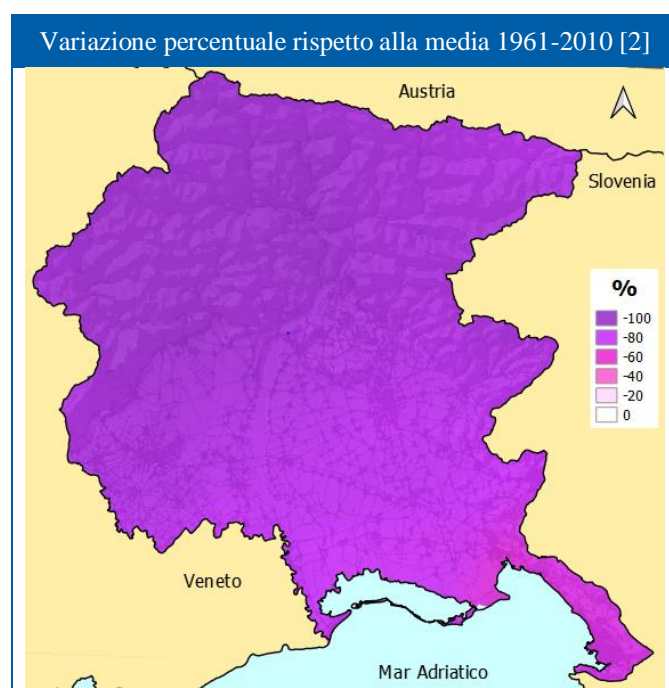 Variazione percentuale rispetto alla media 1961-2010 [2]
Austria
Slovenia
%
-100
-80
-60
-40
-20
0
Veneto
Mar Adriatico